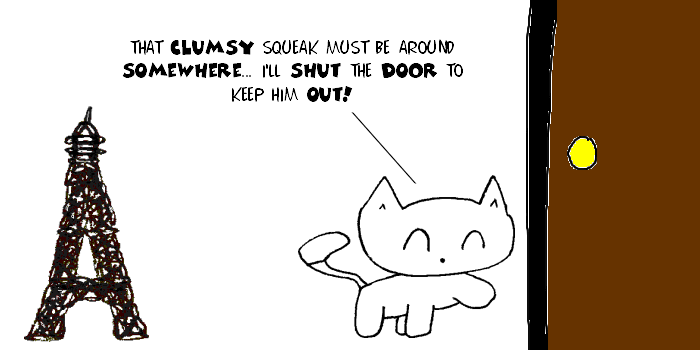 THAT CLUMSY SQUEAK MUST BE AROUND
SOMEWHERE... I'LL SHUT THE DOOR TO
KEEP HIM OUT!